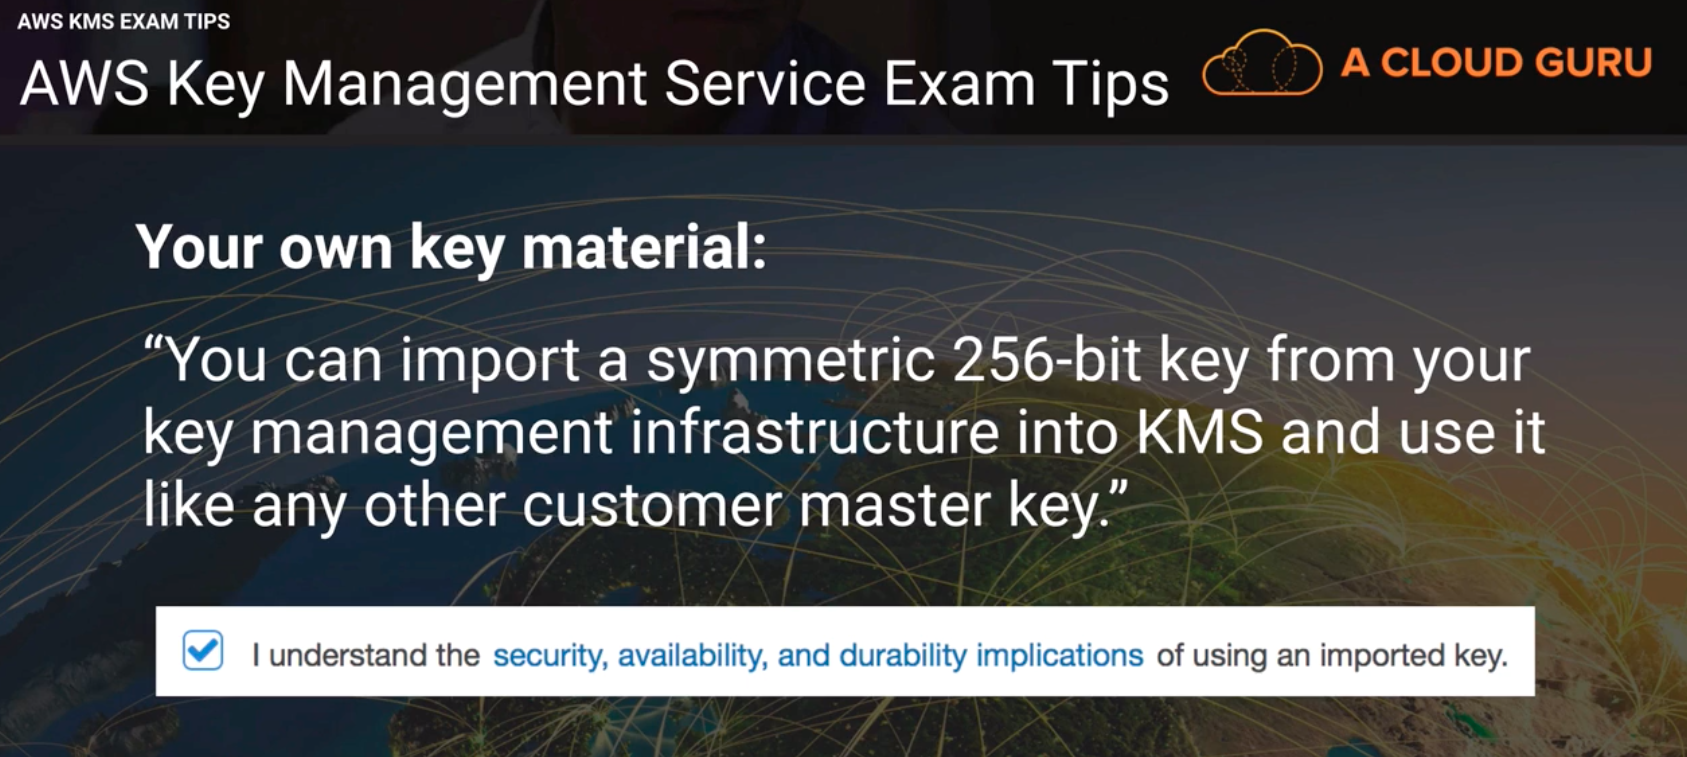 AWS KMS EXAM TIPS
AWS Key Management Service Exam Tips
A CLOUD GURU
Your own key material:
“You can import a symmetric 256-bit key from your
key management infrastructure into KMS and use it
like any other customer master key.”
I understand the security, availability, and durability implications of using an imported key.